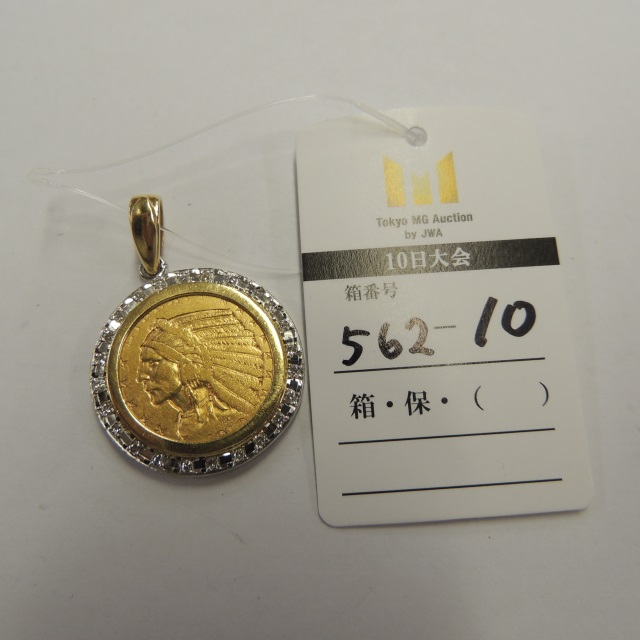 Tokyo MG Auction
by JWA
10日大会
箱番号
562-10
箱・保・（　　）